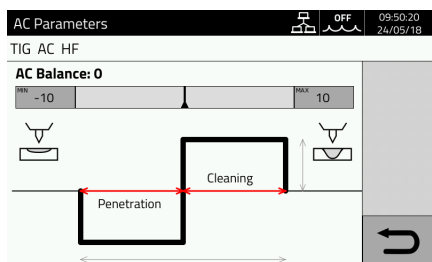 AC Parameters
OFF
09:50:20
24/05/18
TIG AC HF
AC Balance: 0
MIN -10
MAX 10
Cleaning
Penetration